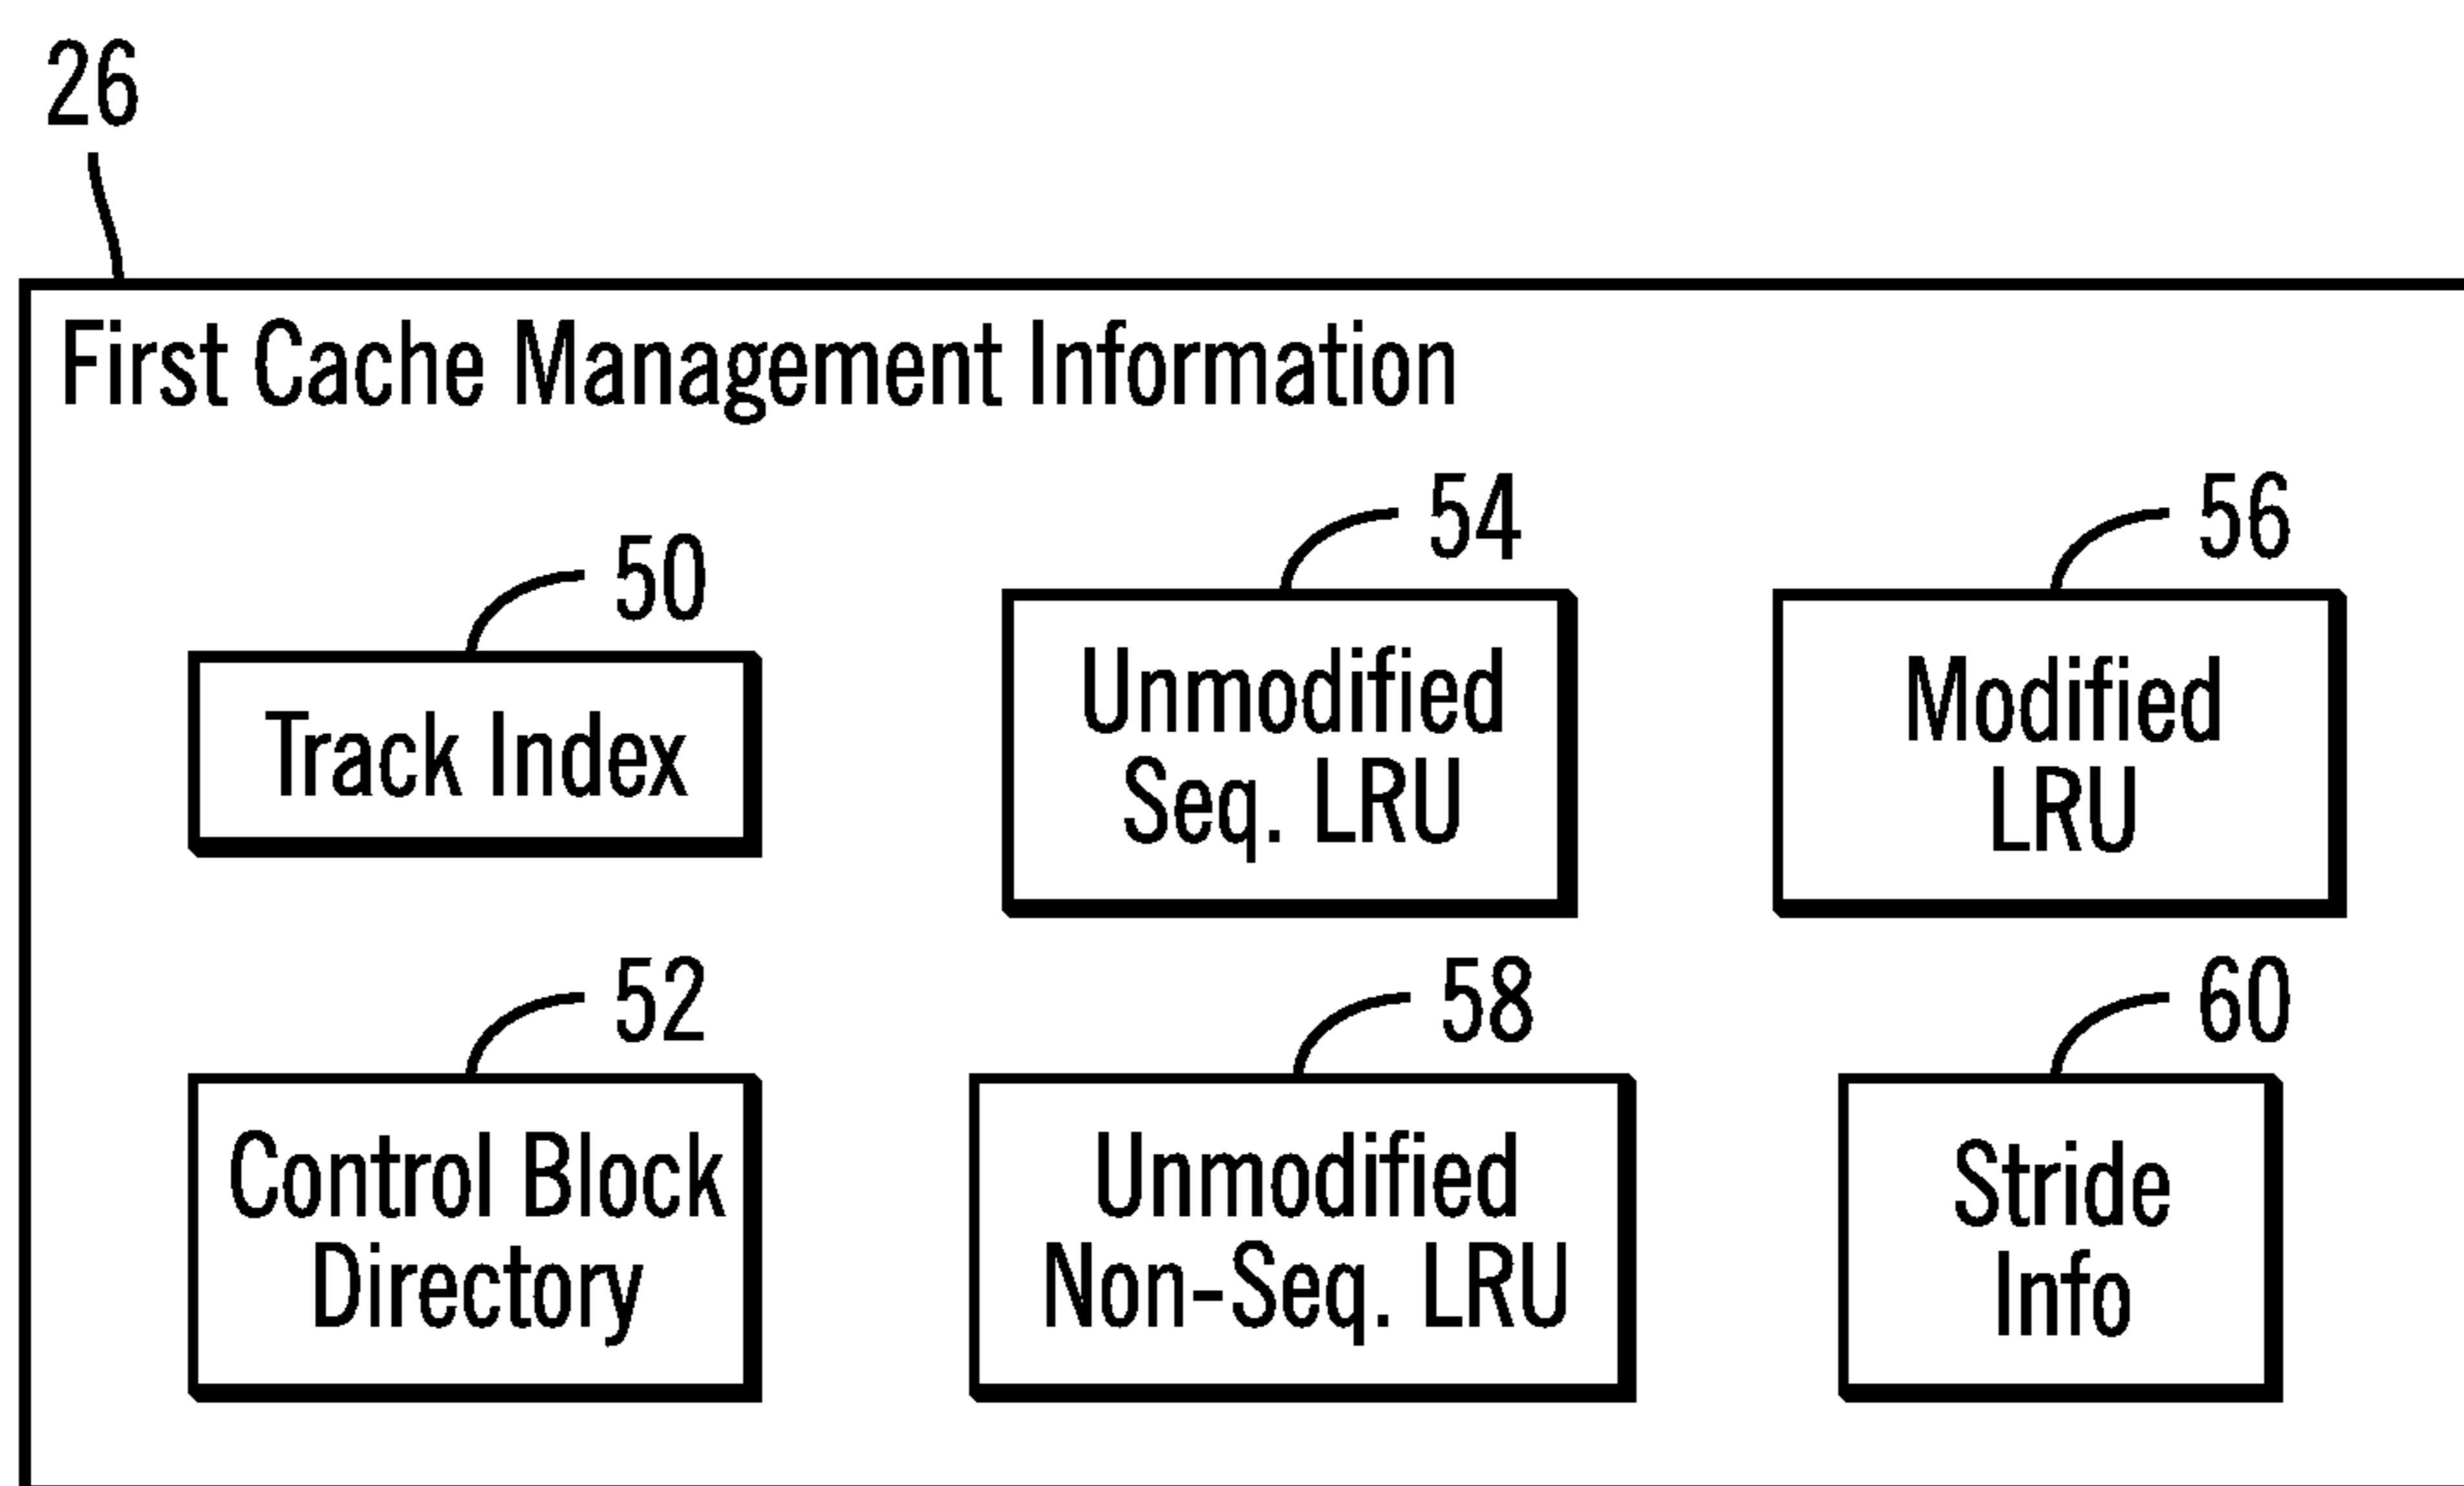 26
First Cache Management Information
50
Track Index
54
Unmodified
Seq. LRU
56
Modified
LRU
52
Control Block
Directory
58
Unmodified
Non-Seq. LRU
60
Stride
Info